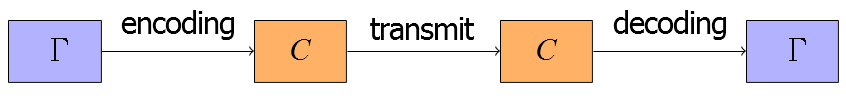 Γ encoding C transmit C decoding Γ